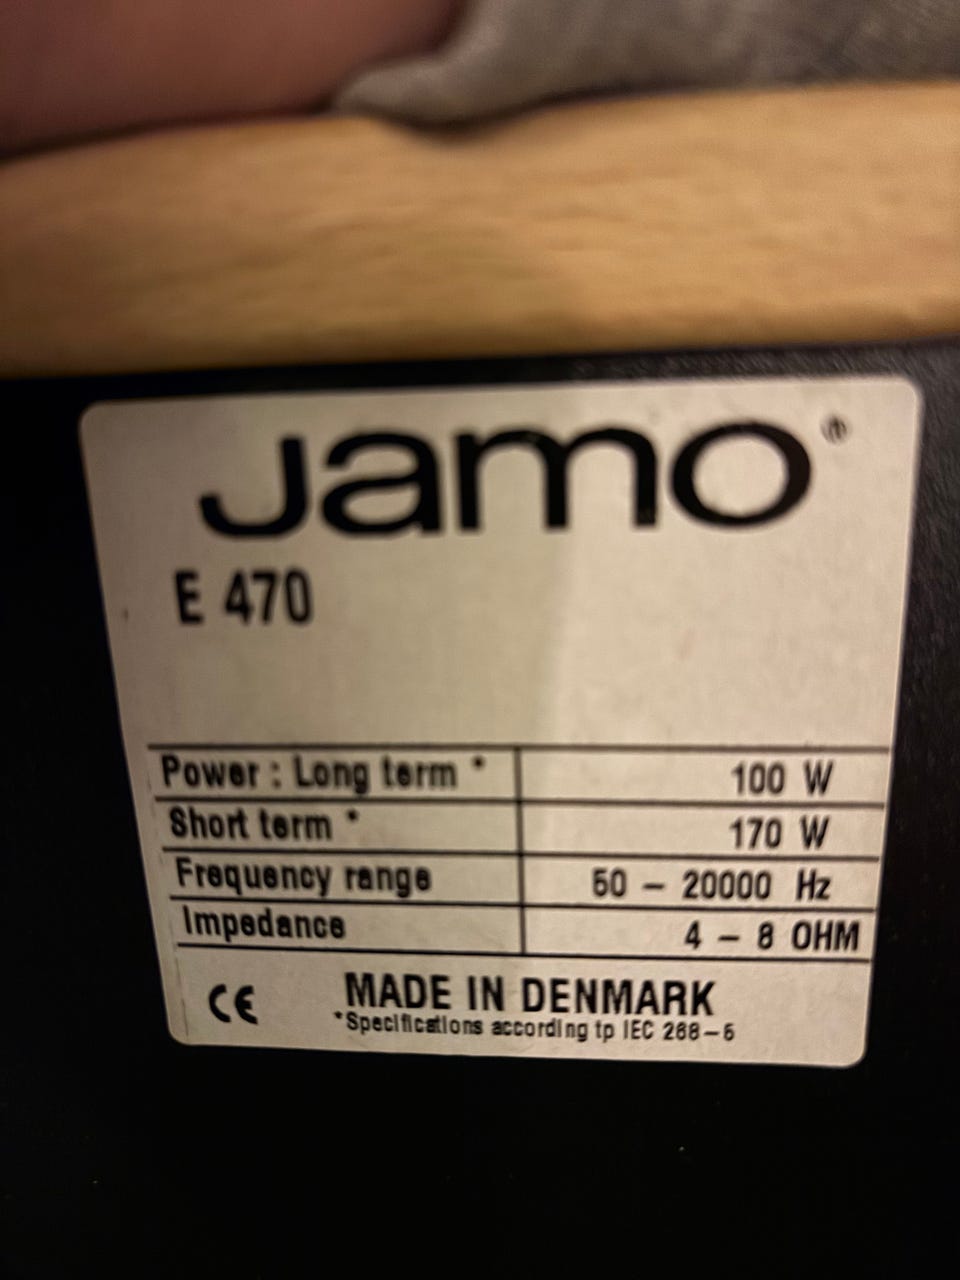 Jamo®
E 470
Power : Long term * 100 W
Short term * 170 W
Frequency range 50 – 20000 Hz
Impedance 4 – 8 OHM
CE MADE IN DENMARK
*Specifications according tp IEC 268–5